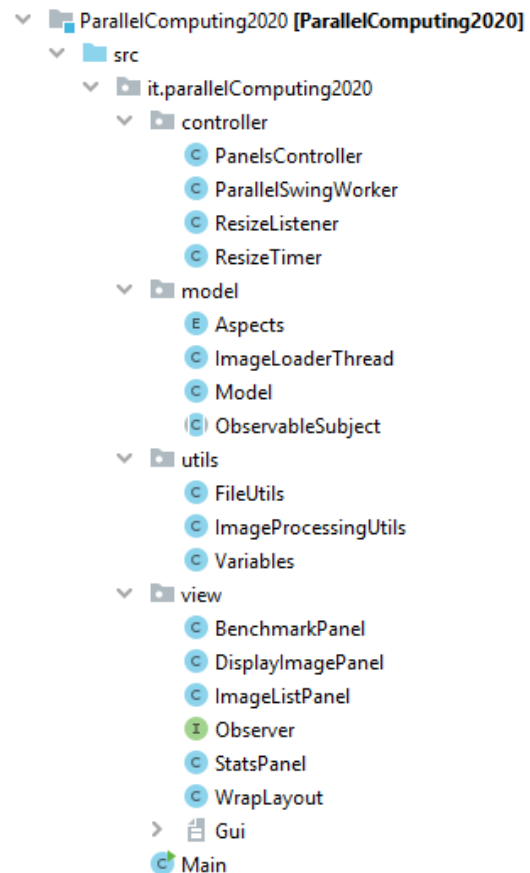 ParallelComputing2020 [ParallelComputing2020]
src
it.parallelComputing2020
controller
C PanelsController
C ParallelSwingWorker
C ResizeListener
C ResizeTimer
model
E Aspects
C ImageLoaderThread
C Model
C ObservableSubject
utils
C FileUtils
C ImageProcessingUtils
C Variables
view
C BenchmarkPanel
C DisplayImagePanel
C ImageListPanel
I Observer
C StatsPanel
C WrapLayout
Gui
C Main